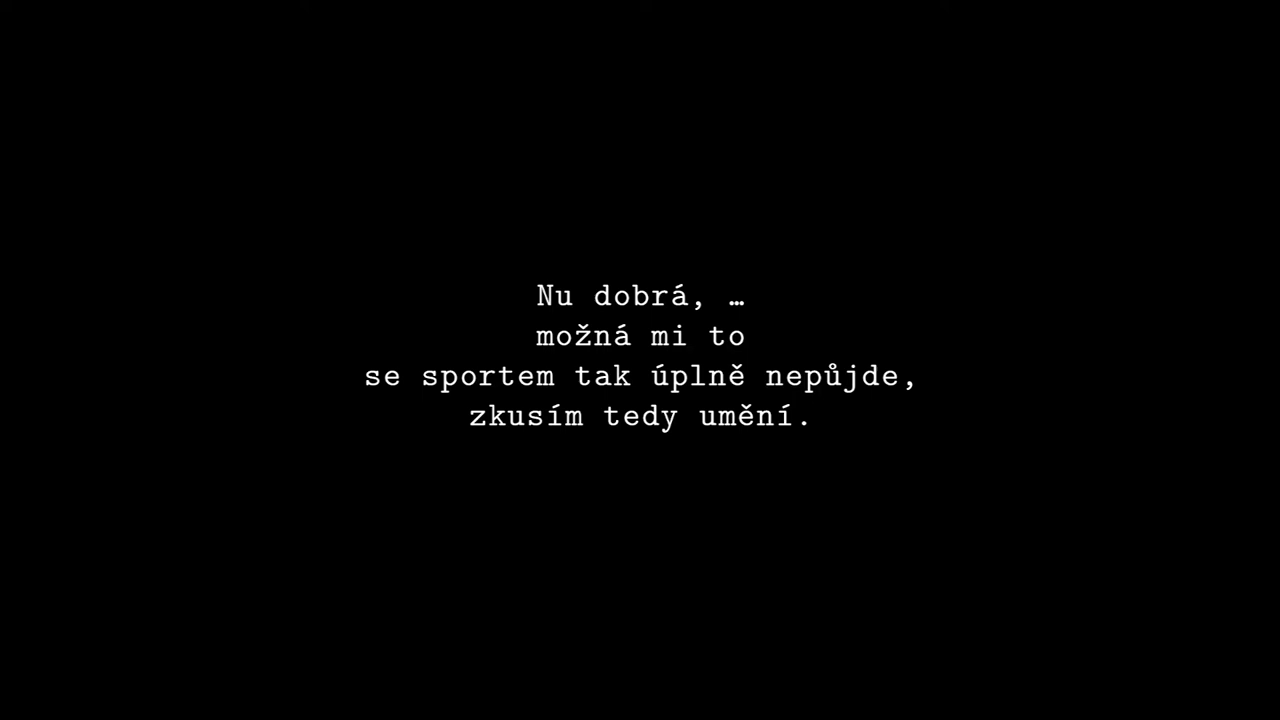 Nu dobrá, …
možná mi to
se sportem tak úplně nepůjde,
zkusím tedy umění.